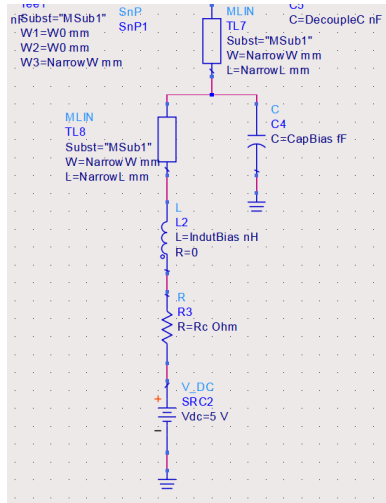 SnP
SnP1
nF
Subst="MSub1"
W1=W0 mm
W2=W0 mm
W3=NarrowW mm
MLIN
TL7
Subst="MSub1"
W=NarrowW mm
L=NarrowL mm
C5
C=DecoupleC nF
MLIN
TL8
Subst="MSub1"
W=NarrowW mm
L=NarrowL mm
C
C4
C=CapBias fF
L
L2
L=IndutBias nH
R=0
R
R3
R=Rc Ohm
V_DC
SRC2
Vdc=5 V